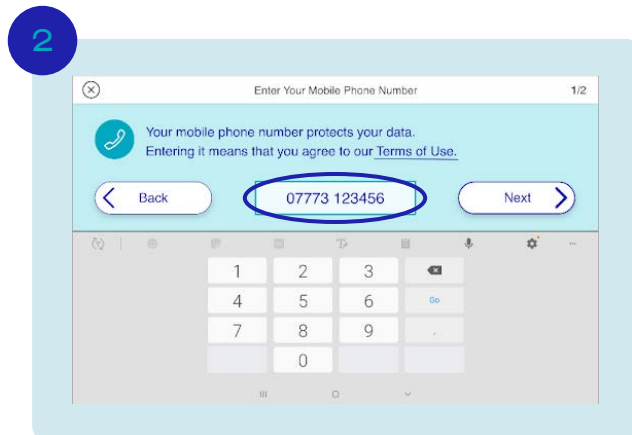 2
Enter Your Mobile Phone Number 1/2
Your mobile phone number protects your data.
Entering it means that you agree to our Terms of Use.
Back 07773 123456 Next
1 2 3
4 5 6 Go
7 8 9 .
0